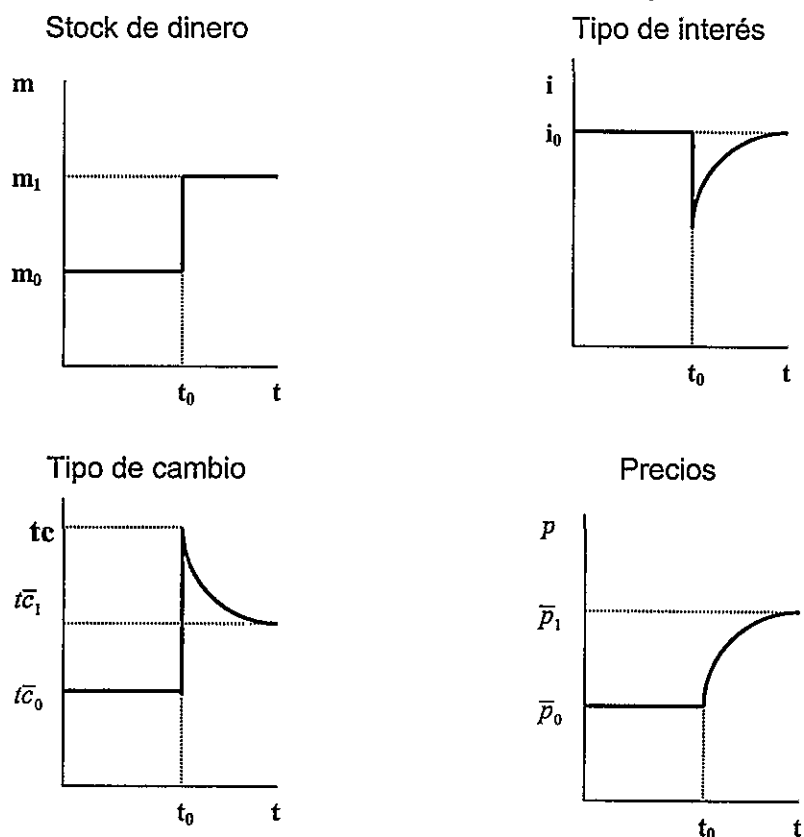 Stock de dinero
m
m₁
m₀
t₀ t
Tipo de interés
i
i₀
t₀ t
Tipo de cambio
tc
tc̅₁
tc̅₀
t₀ t
Precios
p
p̅₁
p̅₀
t₀ t